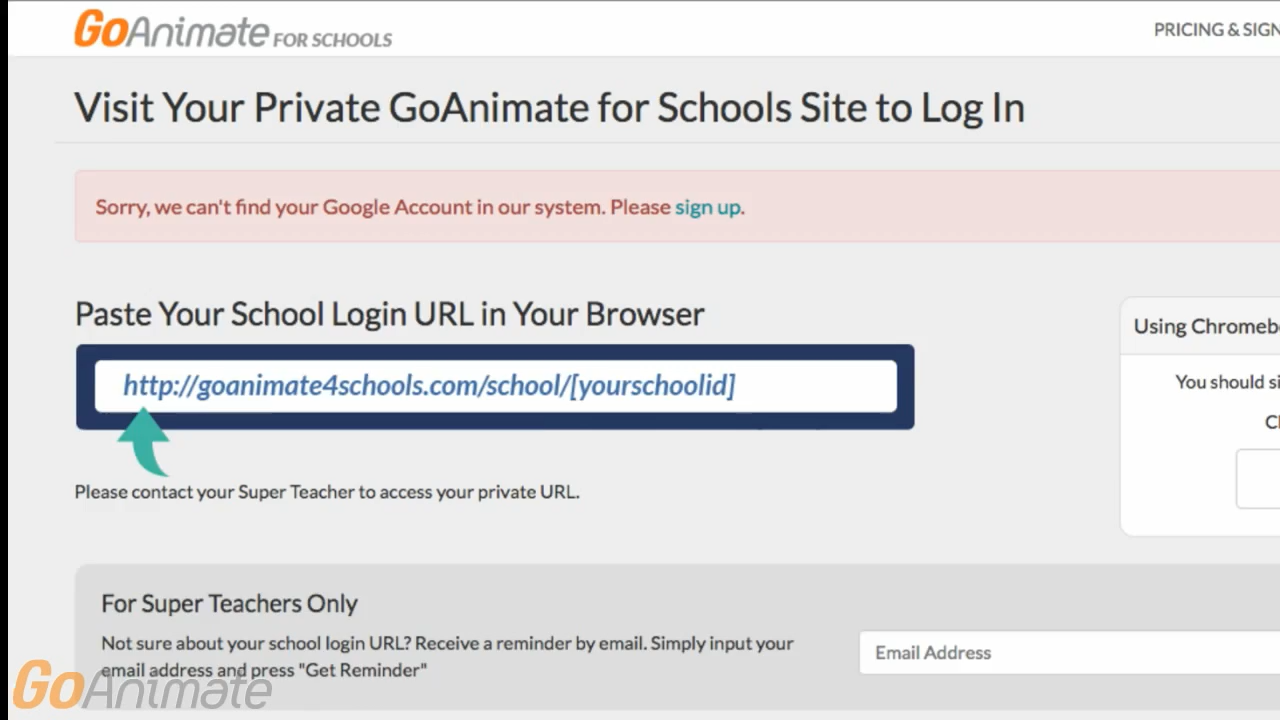 GoAnimate FOR SCHOOLS
PRICING & SIGN
Visit Your Private GoAnimate for Schools Site to Log In
Sorry, we can't find your Google Account in our system. Please sign up.
Paste Your School Login URL in Your Browser
http://goanimate4schools.com/school/[yourschoolid]
Please contact your Super Teacher to access your private URL.
Using Chromeb
You should si
Cl
For Super Teachers Only
Not sure about your school login URL? Receive a reminder by email. Simply input your
email address and press "Get Reminder"
Email Address
GoAnimate